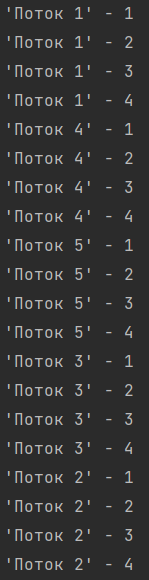 'Поток 1' - 1
'Поток 1' - 2
'Поток 1' - 3
'Поток 1' - 4
'Поток 4' - 1
'Поток 4' - 2
'Поток 4' - 3
'Поток 4' - 4
'Поток 5' - 1
'Поток 5' - 2
'Поток 5' - 3
'Поток 5' - 4
'Поток 3' - 1
'Поток 3' - 2
'Поток 3' - 3
'Поток 3' - 4
'Поток 2' - 1
'Поток 2' - 2
'Поток 2' - 3
'Поток 2' - 4